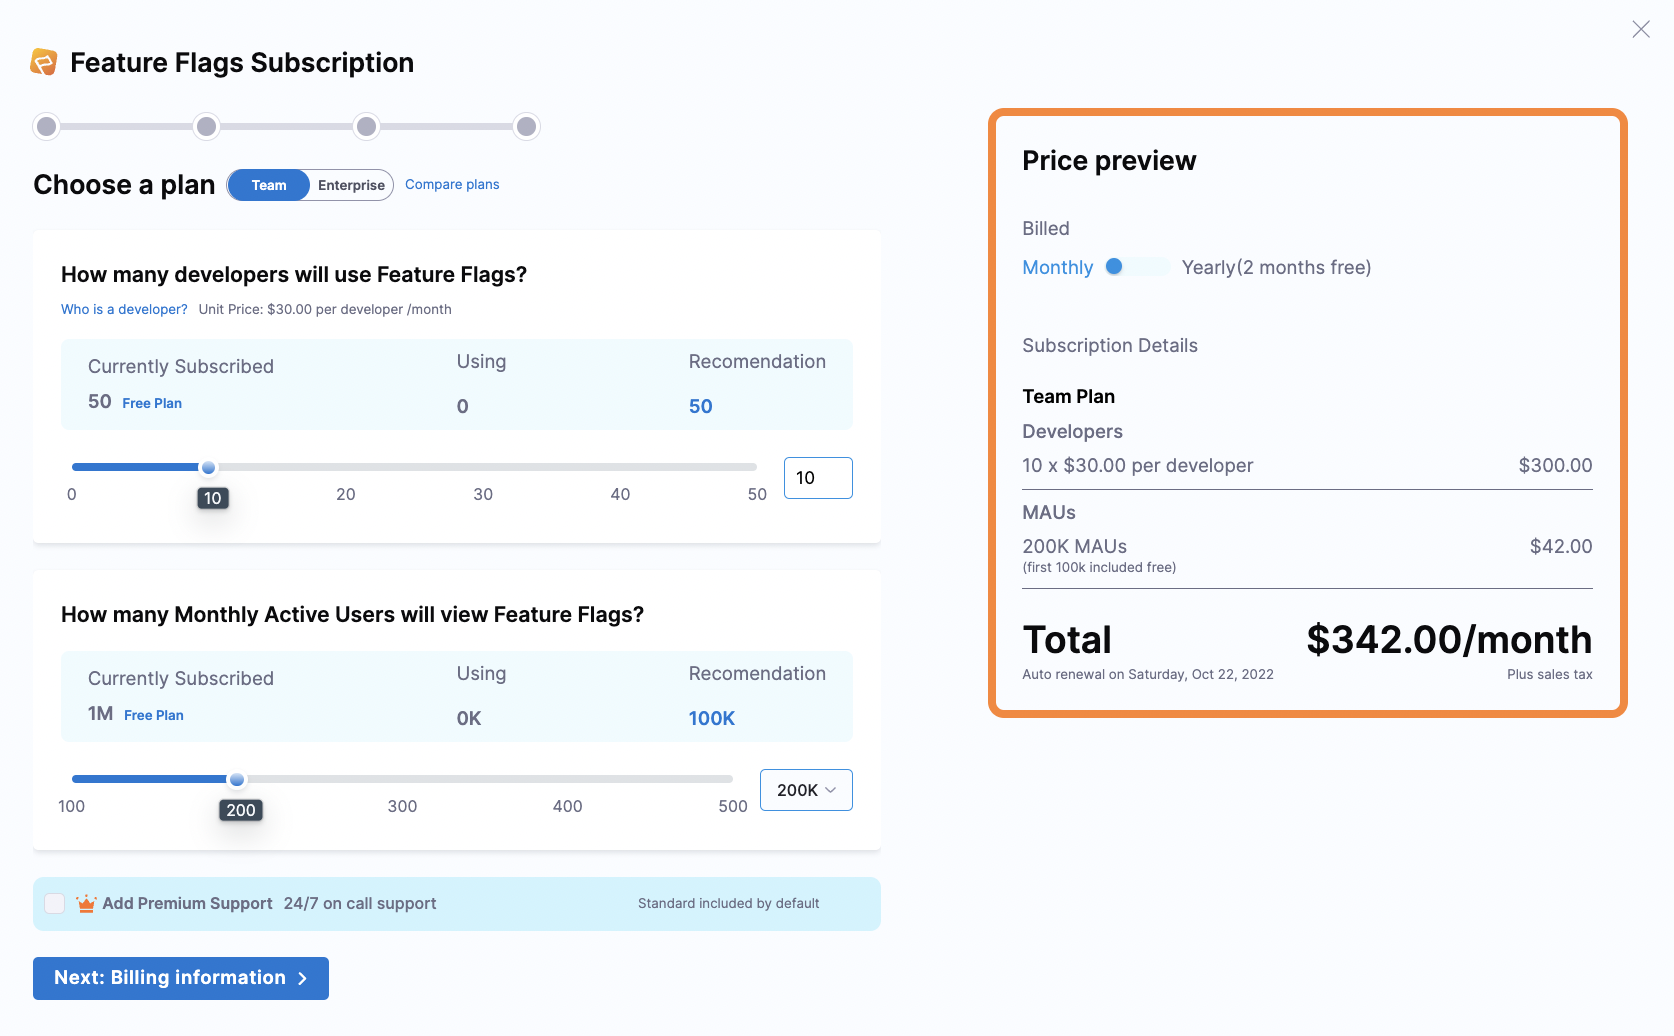 Feature Flags Subscription
Choose a plan Team Enterprise Compare plans
How many developers will use Feature Flags?
Who is a developer? Unit Price: $30.00 per developer /month
Currently Subscribed Using Recomendation
50 Free Plan 0 50
10
0 10 20 30 40 50
How many Monthly Active Users will view Feature Flags?
Currently Subscribed Using Recomendation
1M Free Plan 0K 100K
200K
100 200 300 400 500
Add Premium Support 24/7 on call support Standard included by default
Next: Billing information
Price preview
Billed
Monthly Yearly(2 months free)
Subscription Details
Team Plan
Developers
10 x $30.00 per developer $300.00
MAUs
200K MAUs $42.00
(first 100k included free)
Total $342.00/month
Auto renewal on Saturday, Oct 22, 2022 Plus sales tax